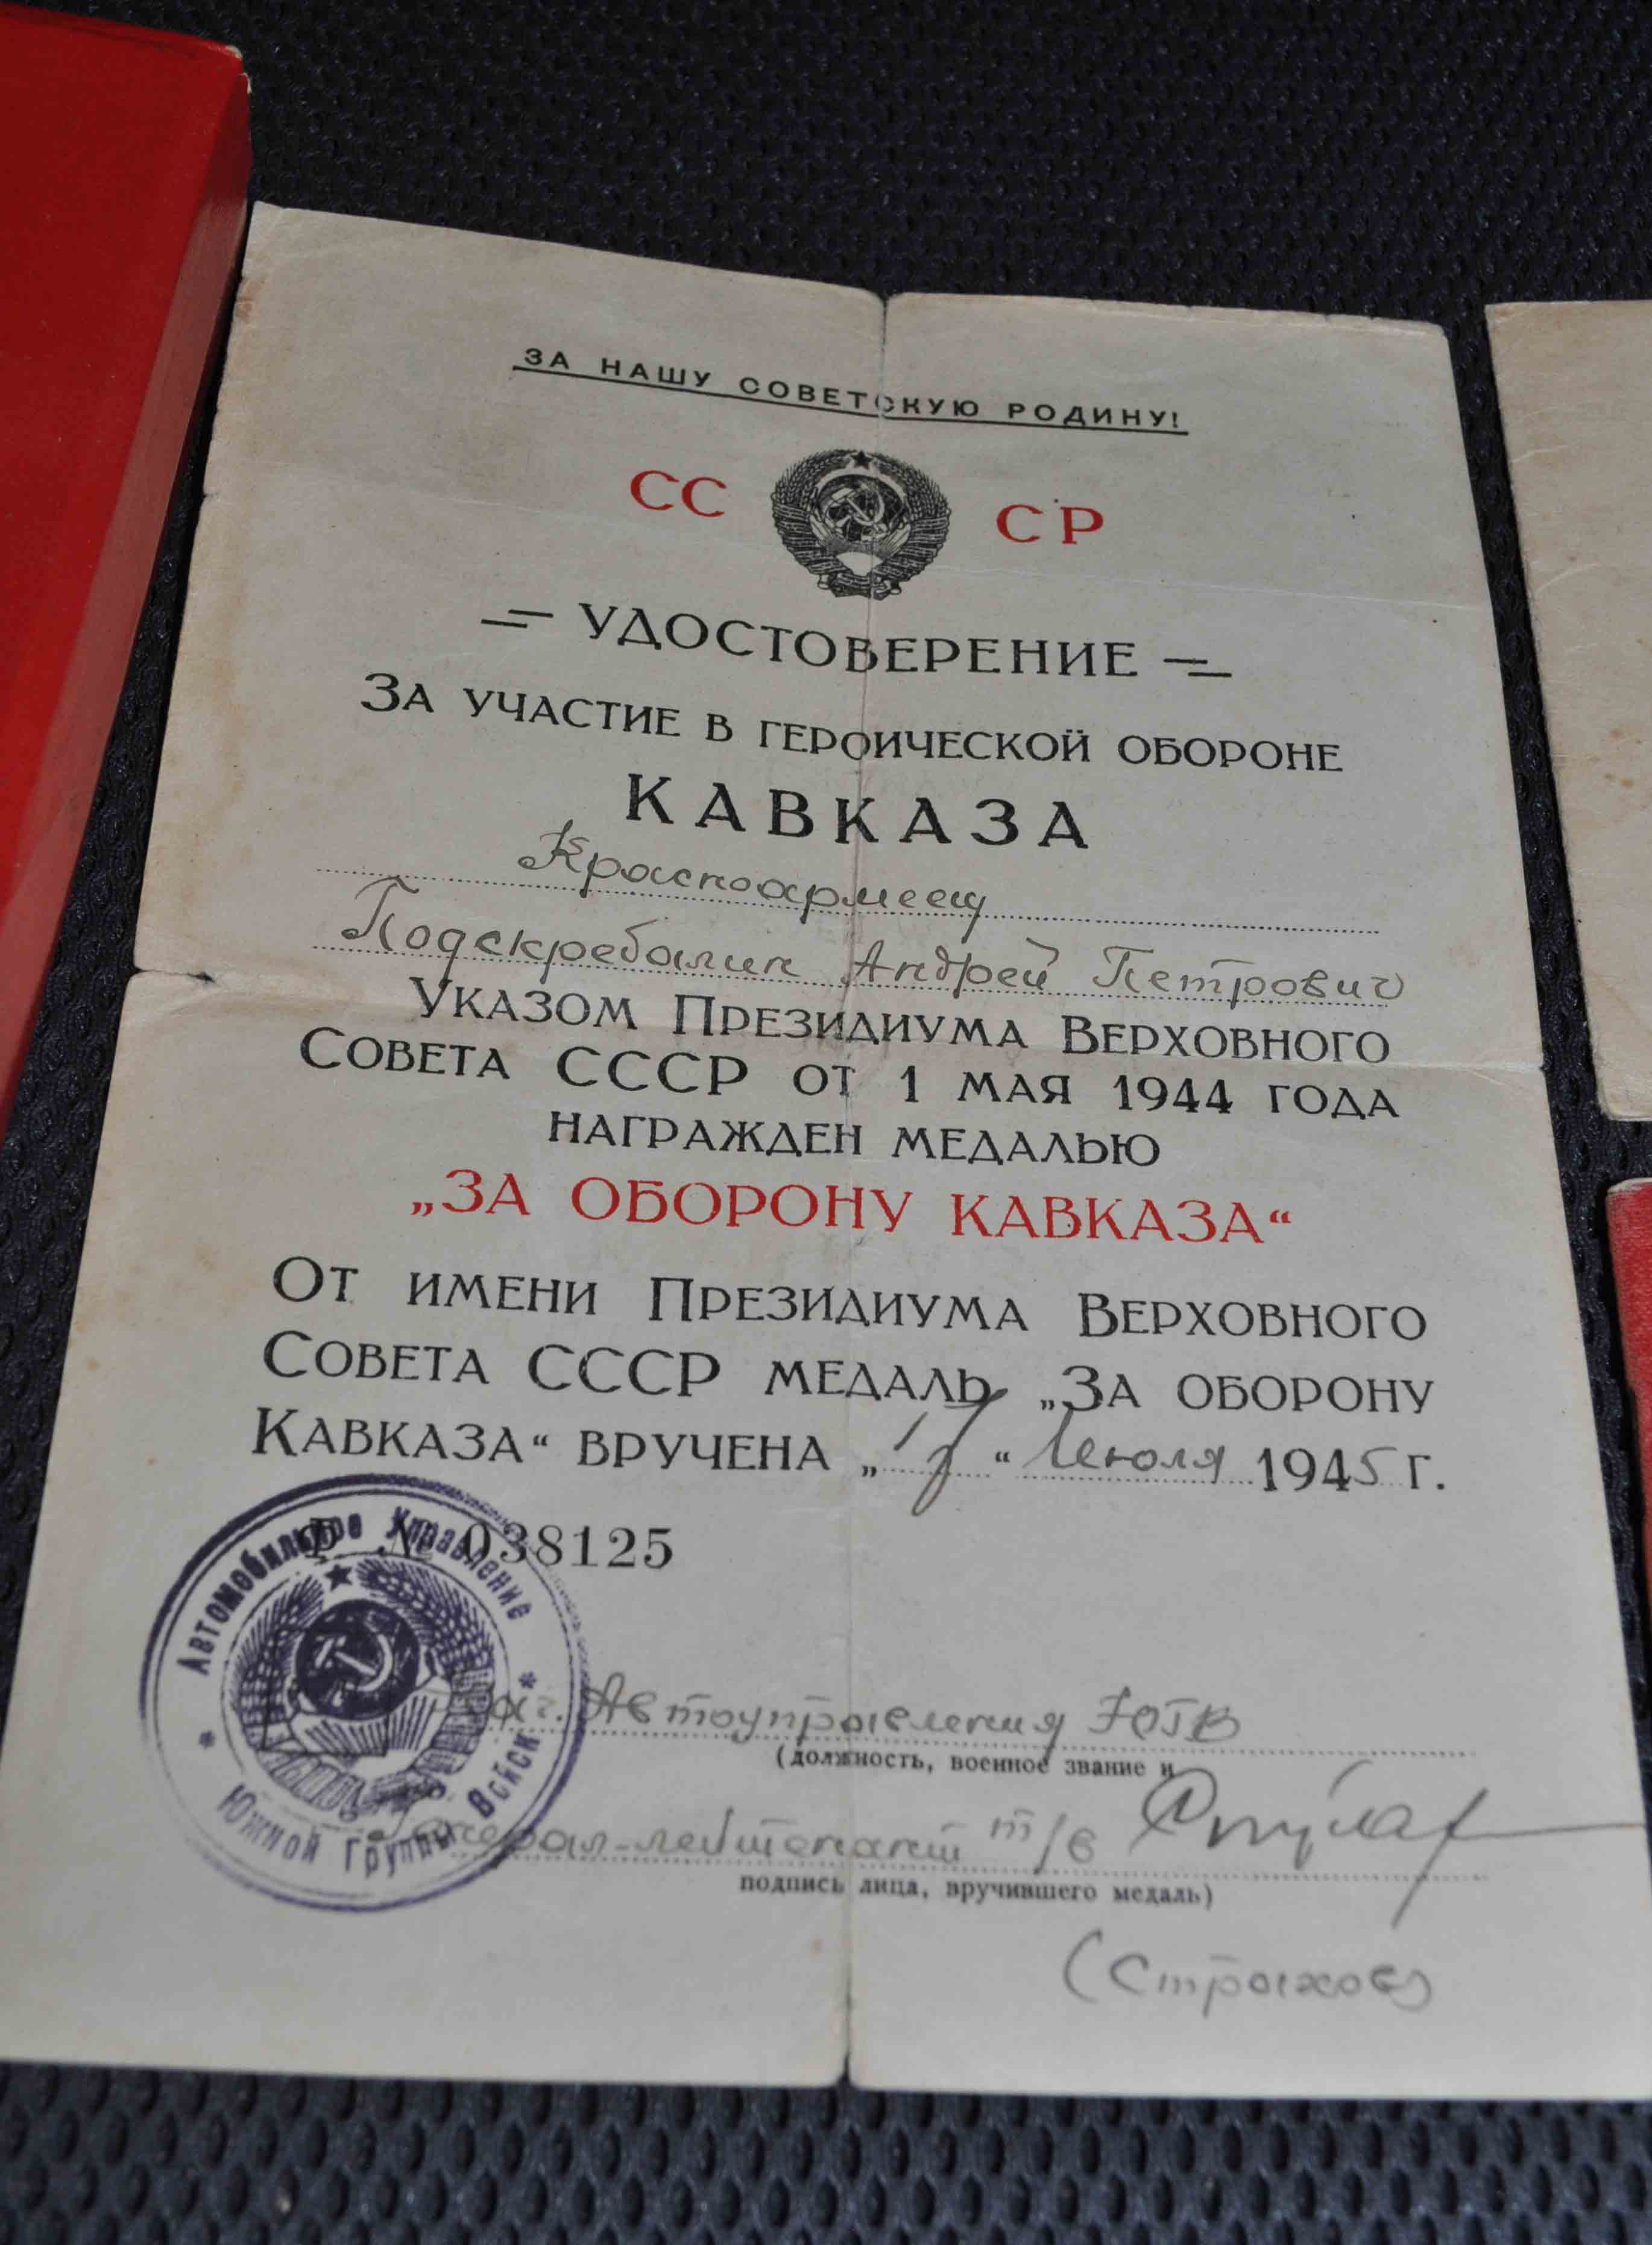 ЗА НАШУ СОВЕТСКУЮ РОДИНУ!
СС СР
УДОСТОВЕРЕНИЕ
ЗА УЧАСТИЕ В ГЕРОИЧЕСКОЙ ОБОРОНЕ
КАВКАЗА
Красноармеец
Подскребалин Андрей Петрович
УКАЗОМ ПРЕЗИДИУМА ВЕРХОВНОГО
СОВЕТА СССР ОТ 1 МАЯ 1944 ГОДА
НАГРАЖДЕН МЕДАЛЬЮ
„ЗА ОБОРОНУ КАВКАЗА“
ОТ ИМЕНИ ПРЕЗИДИУМА ВЕРХОВНОГО
СОВЕТА СССР МЕДАЛЬ „ЗА ОБОРОНУ
КАВКАЗА“ ВРУЧЕНА „17“ Июля 1945 г.
Ф № 038125
Автомобильное Управление
Южной Группы Войск
Нач. Автоуправления ЮГВ
(должность, военное звание и
Генерал-лейтенант т/в
подпись лица, вручившего медаль)
(Страхов)